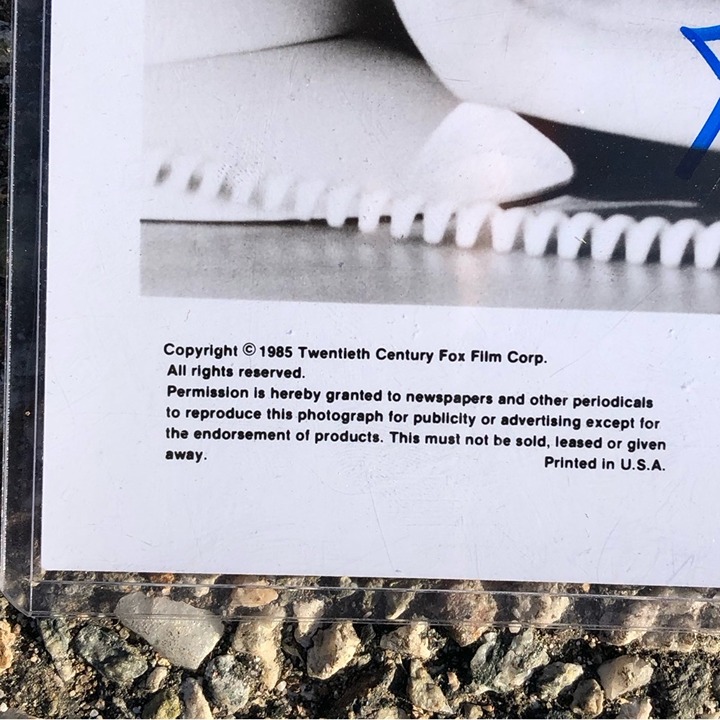 Copyright © 1985 Twentieth Century Fox Film Corp.
All rights reserved.
Permission is hereby granted to newspapers and other periodicals
to reproduce this photograph for publicity or advertising except for
the endorsement of products. This must not be sold, leased or given
away. Printed in U.S.A.